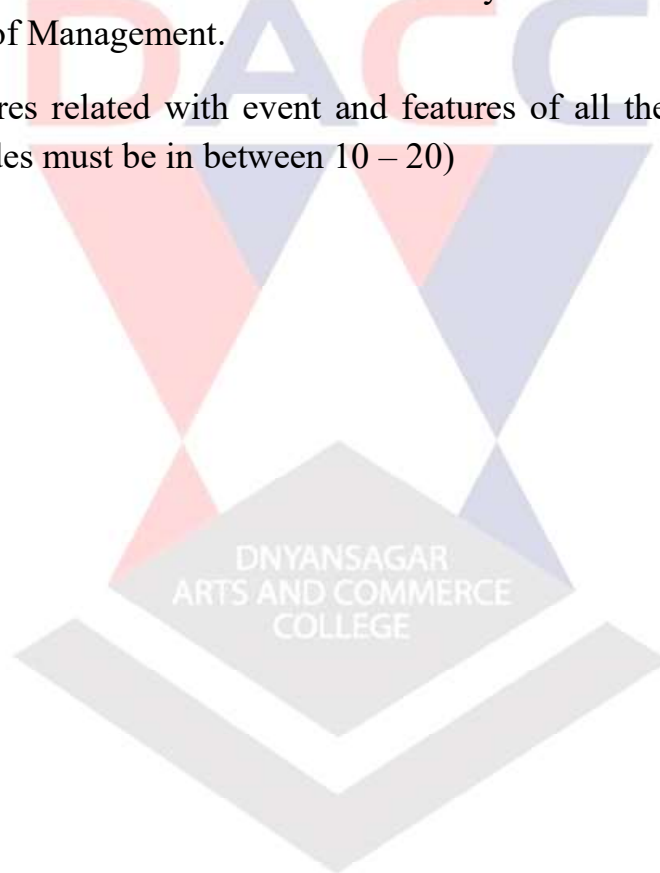 of Management.
res related with event and features of all the
les must be in between 10 – 20)
DACC
DNYANSAGAR
ARTS AND COMMERCE
COLLEGE